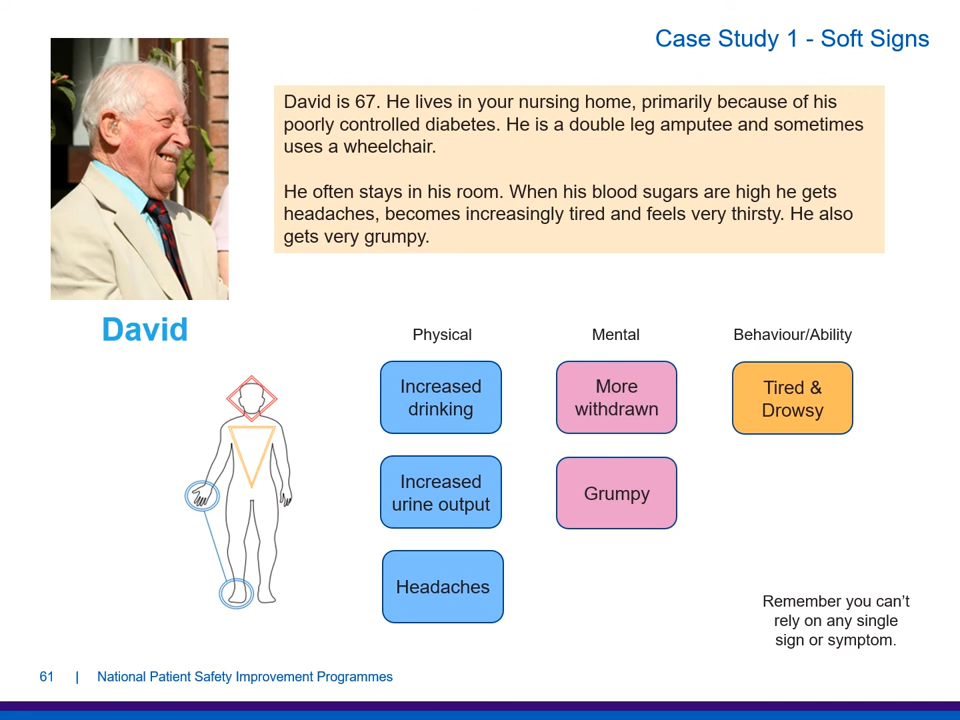 Case Study 1 - Soft Signs
David is 67. He lives in your nursing home, primarily because of his
poorly controlled diabetes. He is a double leg amputee and sometimes
uses a wheelchair.
He often stays in his room. When his blood sugars are high he gets
headaches, becomes increasingly tired and feels very thirsty. He also
gets very grumpy.
David
Physical
Mental
Behaviour/Ability
Increased
drinking
More
withdrawn
Tired &
Drowsy
Increased
urine output
Grumpy
Headaches
Remember you can't
rely on any single
sign or symptom.
61 | National Patient Safety Improvement Programmes